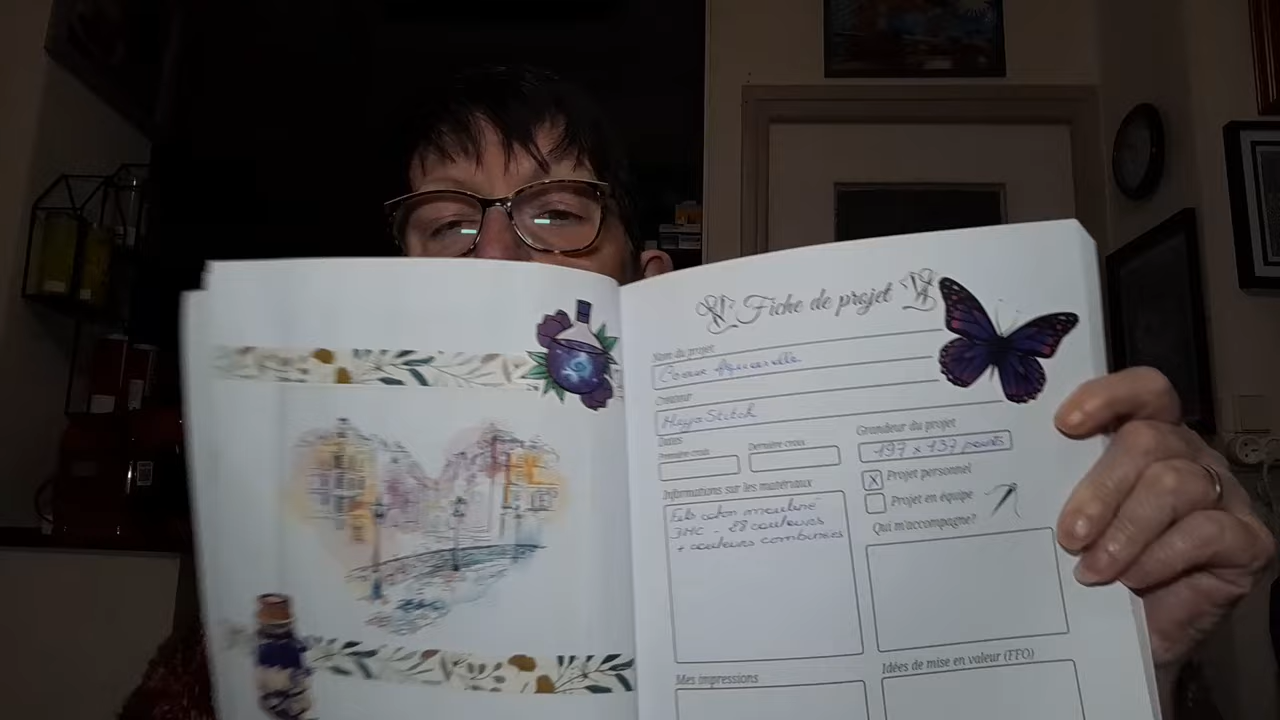 Fiche de projet
Nom du projet
Coeur Aquarelle
Créateur
Maya Stitch
Dates
Première croix
Dernière croix
Grandeur du projet
197 x 137 points
X Projet personnel
Projet en équipe
Informations sur les matériaux
Fils coton mouliné
DMC - 28 couleurs
+ couleurs combinées
Qui m'accompagne?
Mes impressions
Idées de mise en valeur (FFO)